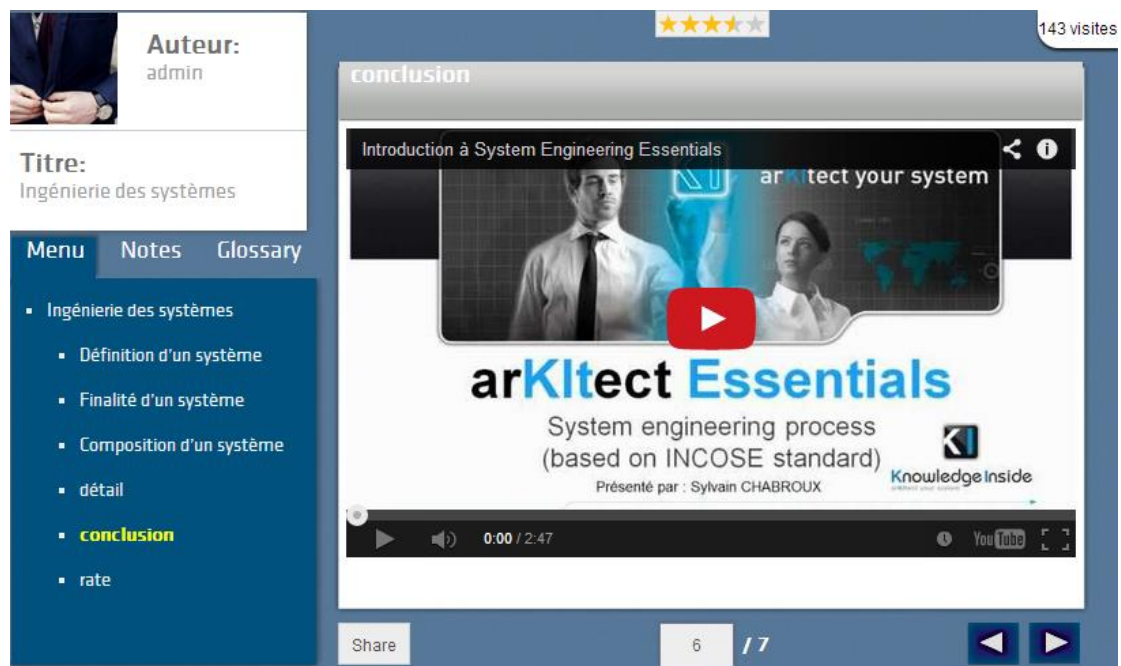 Auteur:
admin
143 visites
Titre:
Ingénierie des systèmes
Menu Notes Glossary
Ingénierie des systèmes
Définition d'un système
Finalité d'un système
Composition d'un système
détail
conclusion
rate
conclusion
Introduction à System Engineering Essentials
KI
arKItect your system
arKItect Essentials
System engineering process
(based on INCOSE standard)
Présenté par : Sylvain CHABROUX
KI
Knowledge Inside
0:00 / 2:47
YouTube
Share
6 / 7